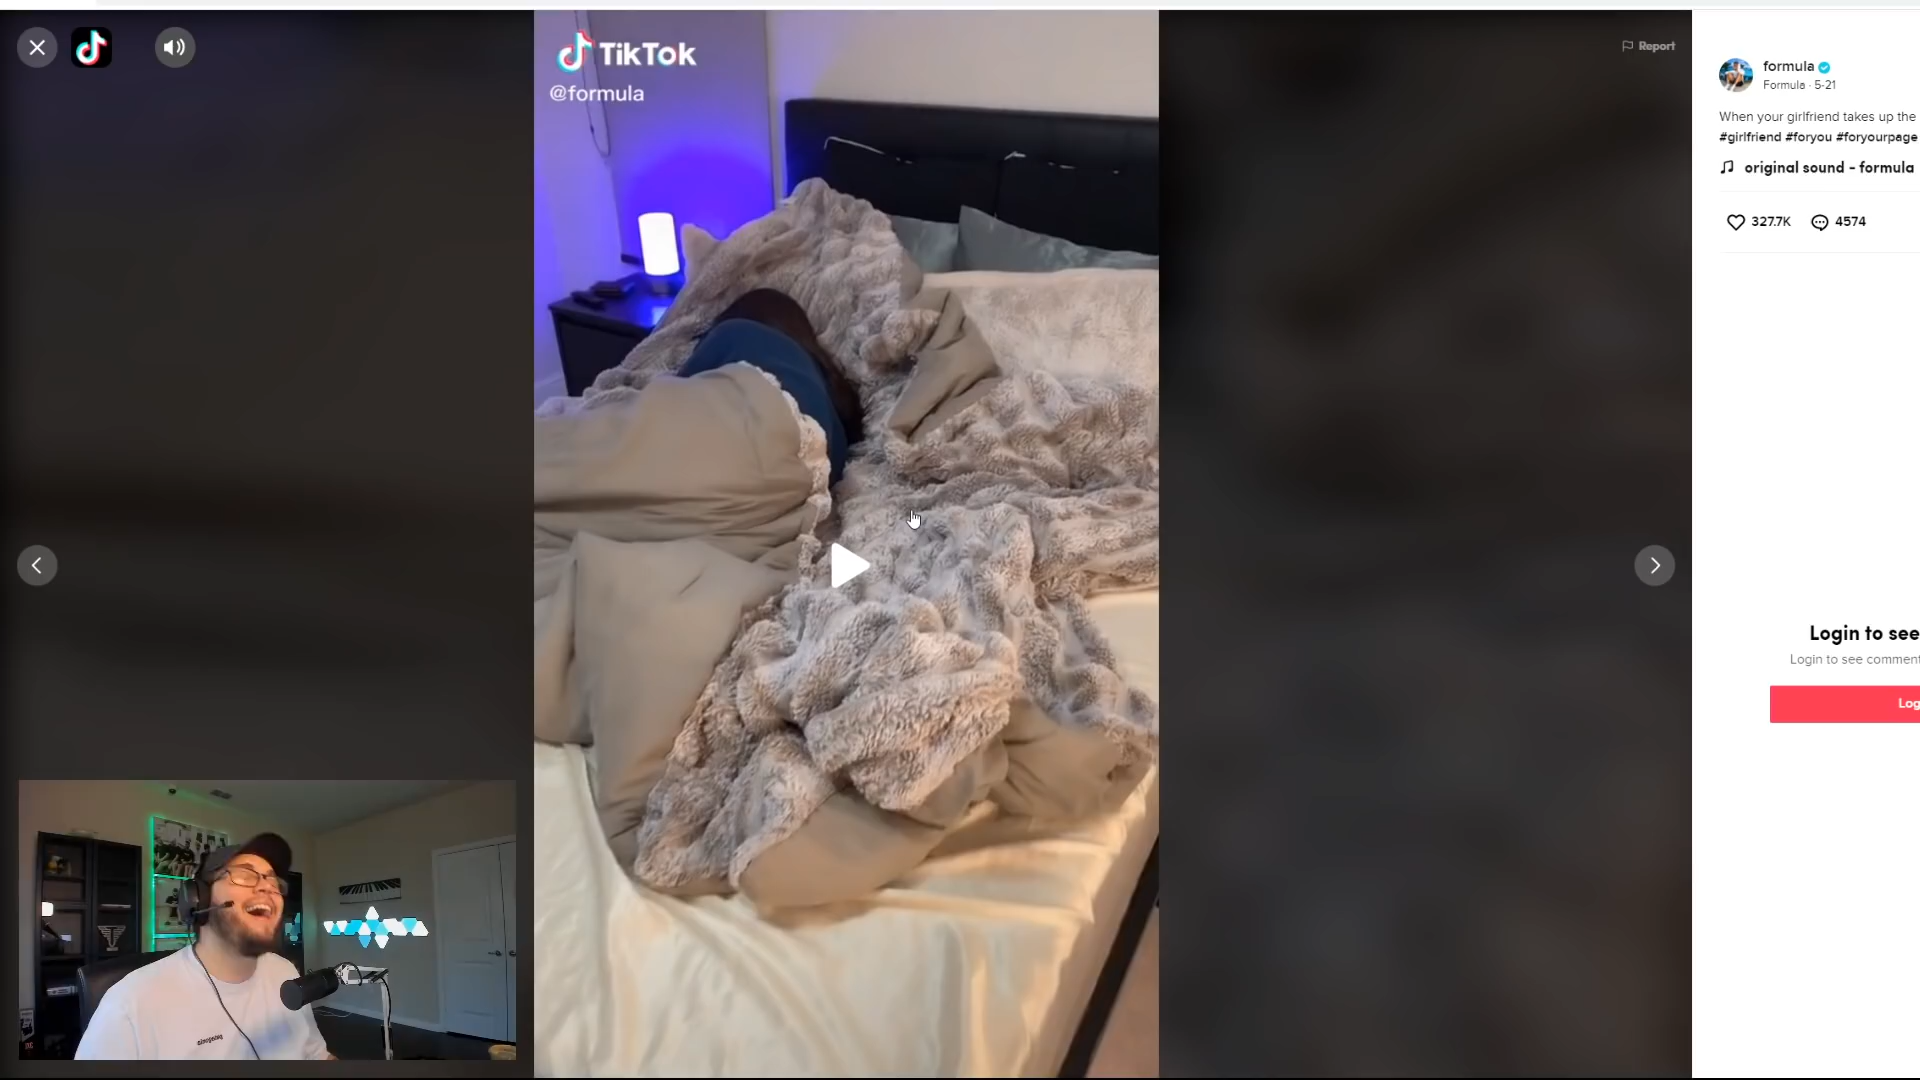 TikTok
@formula
Report
formula
Formula · 5-21
When your girlfriend takes up the
#girlfriend #foryou #foryourpage
original sound - formula
327.7K 4574
Login to see
Login to see comment
Log